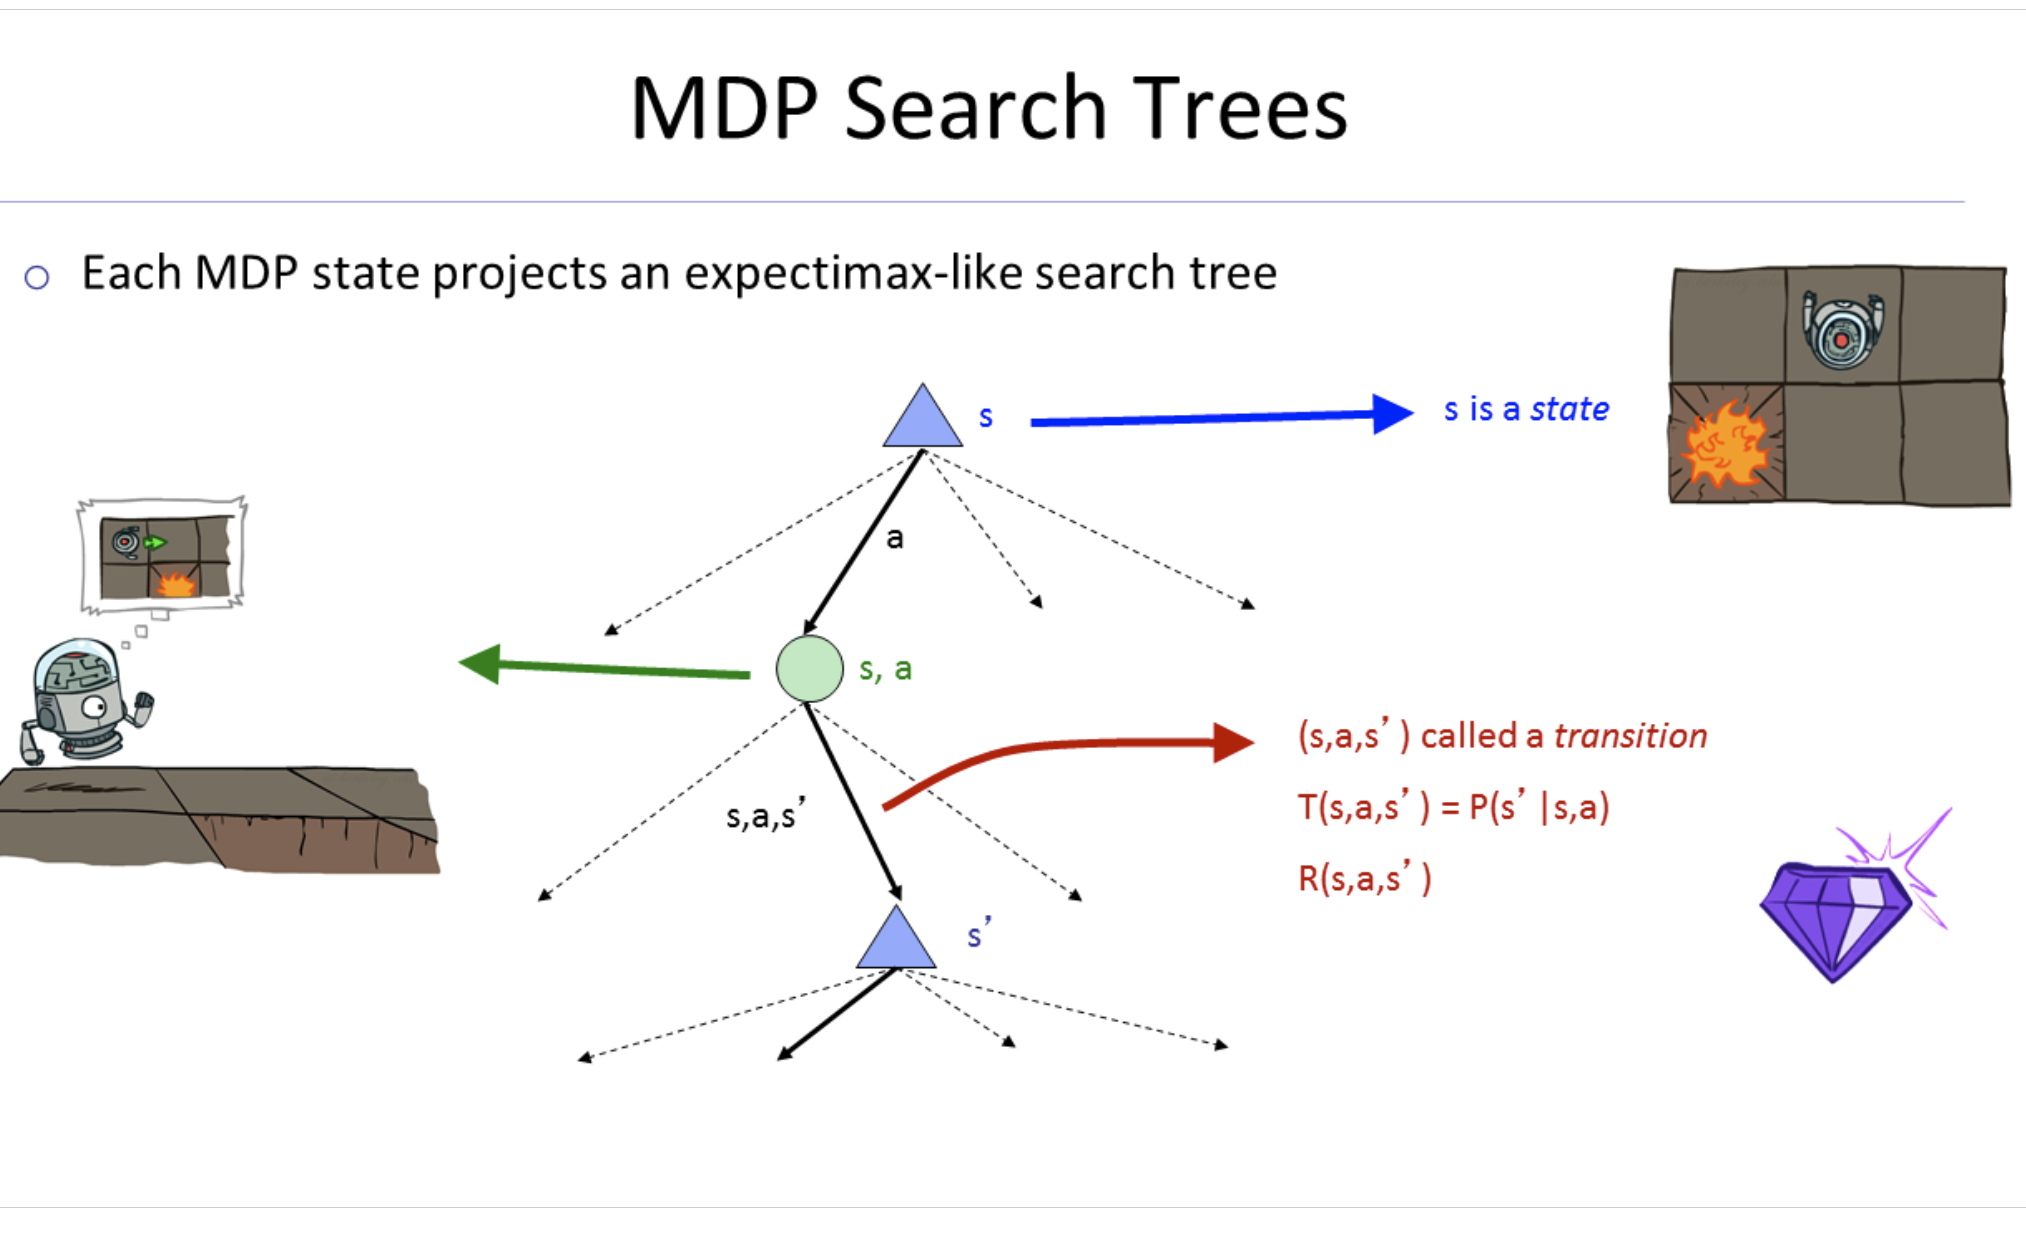 MDP Search Trees
Each MDP state projects an expectimax-like search tree
s
s is a state
a
s, a
(s,a,s’ ) called a transition
s,a,s’
T(s,a,s’ ) = P(s’ |s,a)
R(s,a,s’ )
s’